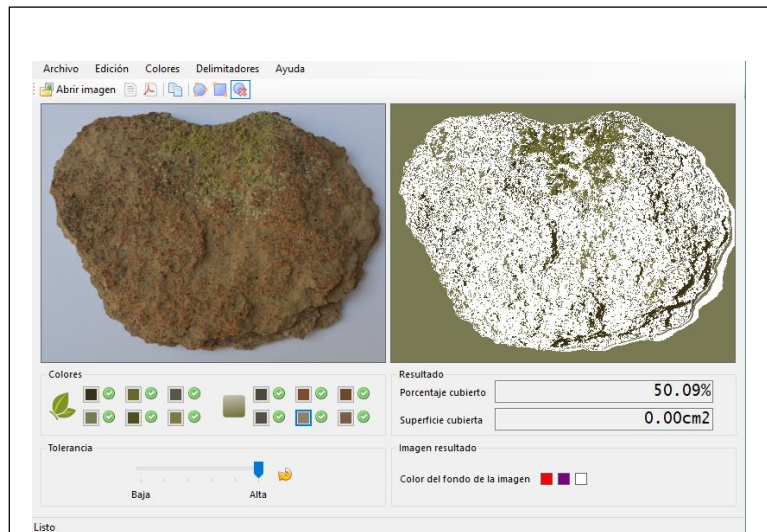 Archivo Edición Colores Delimitadores Ayuda
Abrir imagen
Colores
Resultado
Porcentaje cubierto 50.09%
Superficie cubierta 0.00cm2
Tolerancia
Baja Alta
Imagen resultado
Color del fondo de la imagen
Listo